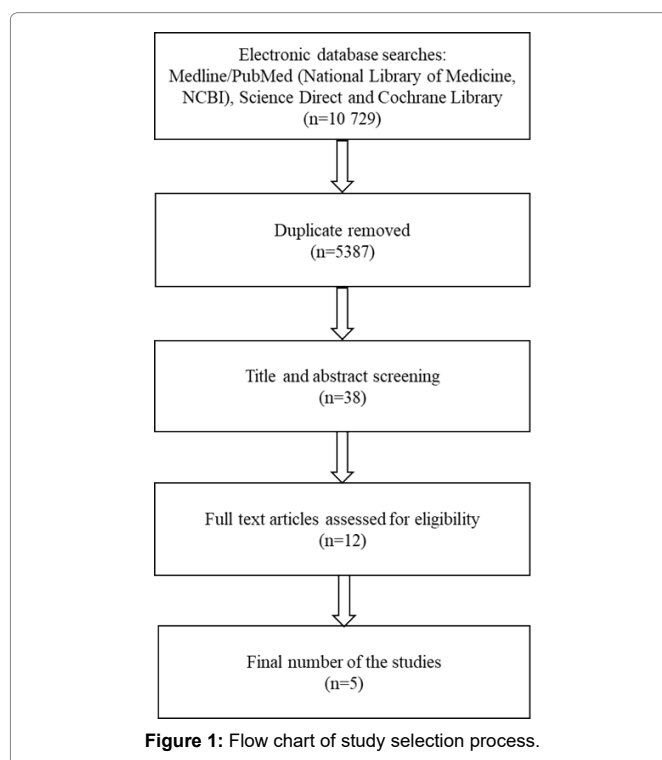 Electronic database searches:
Medline/PubMed (National Library of Medicine,
NCBI), Science Direct and Cochrane Library
(n=10 729)
Duplicate removed
(n=5387)
Title and abstract screening
(n=38)
Full text articles assessed for eligibility
(n=12)
Final number of the studies
(n=5)
Figure 1: Flow chart of study selection process.